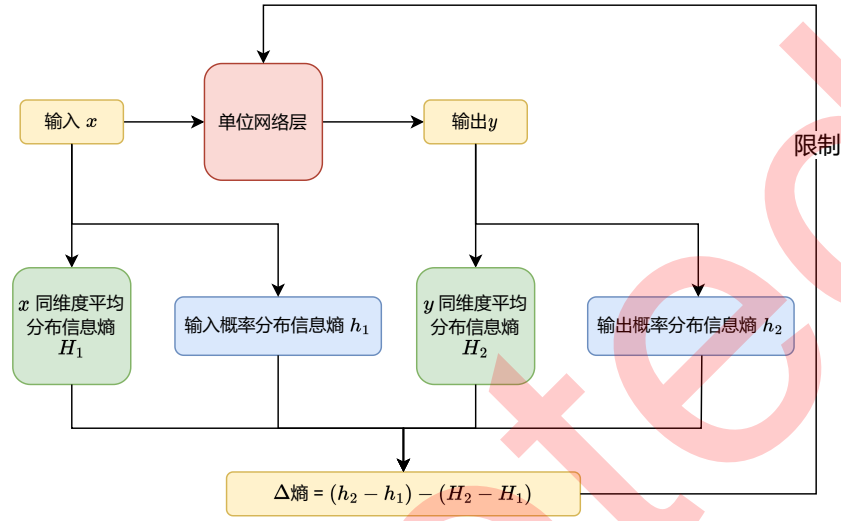 输入 x
单位网络层
输出y
限制
x 同维度平均
分布信息熵
H₁
输入概率分布信息熵 h₁
y 同维度平均
分布信息熵
H₂
输出概率分布信息熵 h₂
Δ熵 = (h₂ − h₁) − (H₂ − H₁)